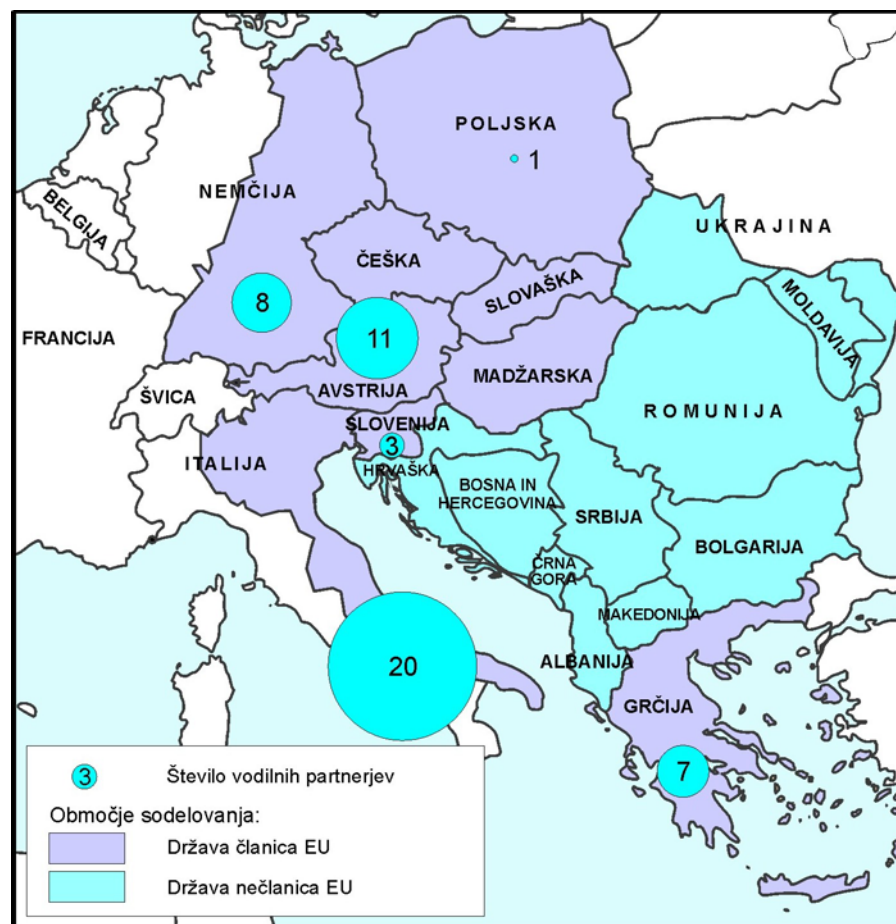 POLJSKA
1
NEMČIJA
BELGIJA
UKRAJINA
ČEŠKA
SLOVAŠKA
MOLDAVIJA
8
11
FRANCIJA
MADŽARSKA
ŠVICA
AVSTRIJA
ROMUNIJA
SLOVENIJA
3
ITALIJA
HRVAŠKA
BOSNA IN
HERCEGOVINA
SRBIJA
BOLGARIJA
ČRNA
GORA
MAKEDONIJA
ALBANIJA
20
GRČIJA
7
3 Število vodilnih partnerjev
Območje sodelovanja:
Država članica EU
Država nečlanica EU